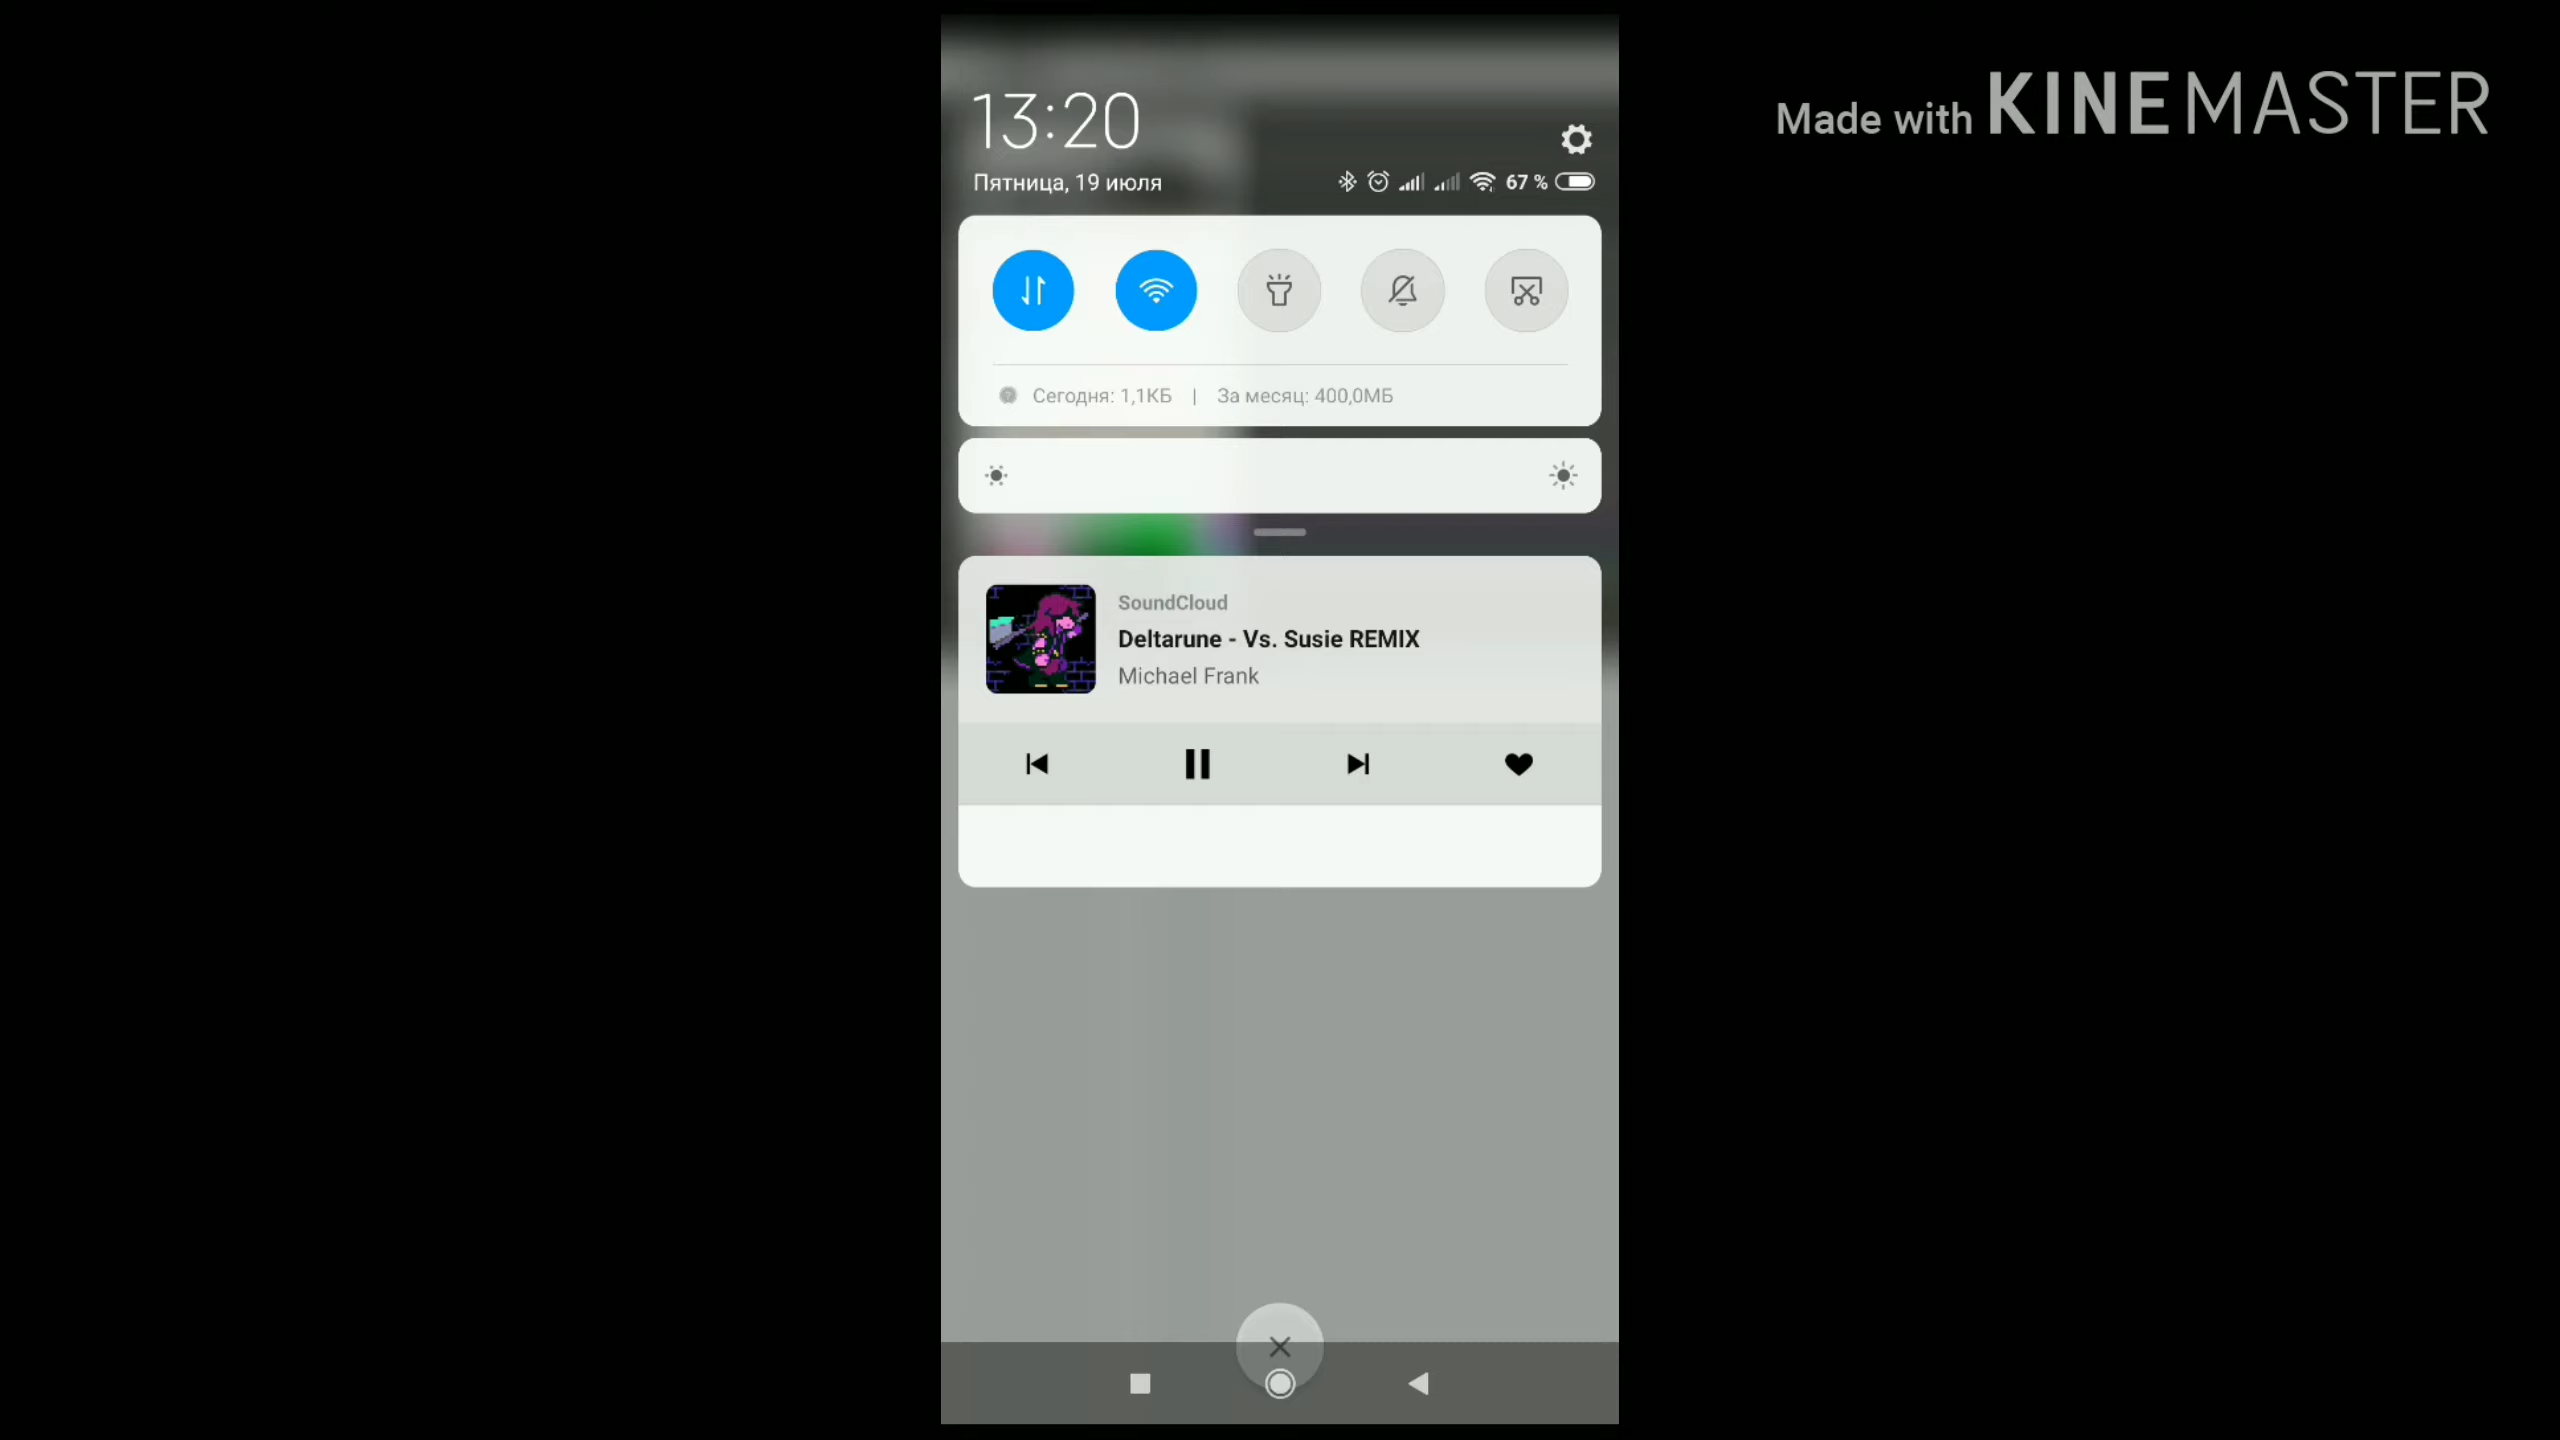 Made with KINEMASTER
13:20
Пятница, 19 июля
67 %
Сегодня: 1,1КБ | За месяц: 400,0МБ
SoundCloud
Deltarune - Vs. Susie REMIX
Michael Frank